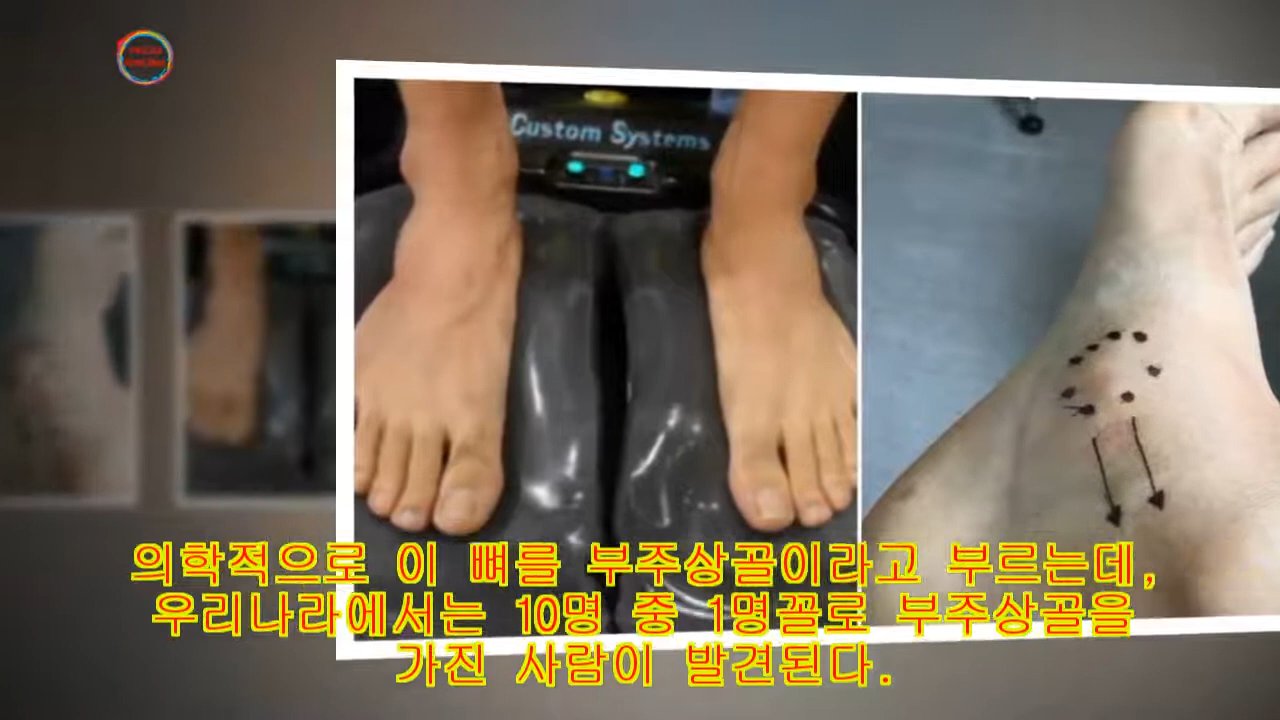 Custom Systems
의학적으로 이 뼈를 부주상골이라고 부르는데,
우리나라에서는 10명 중 1명꼴로 부주상골을
가진 사람이 발견된다.